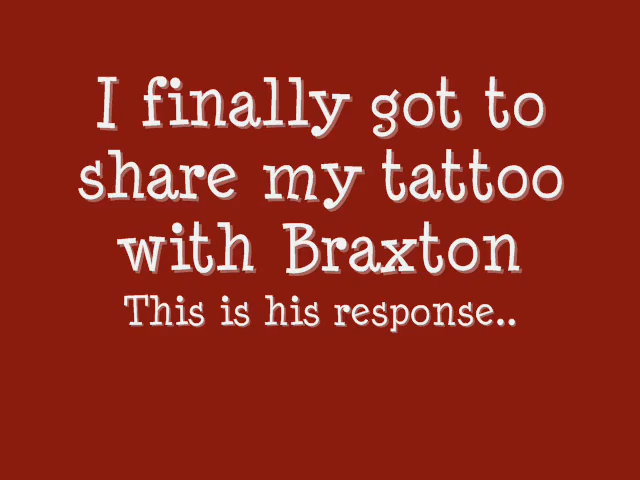 I finally got to
share my tattoo
with Braxton
This is his response..